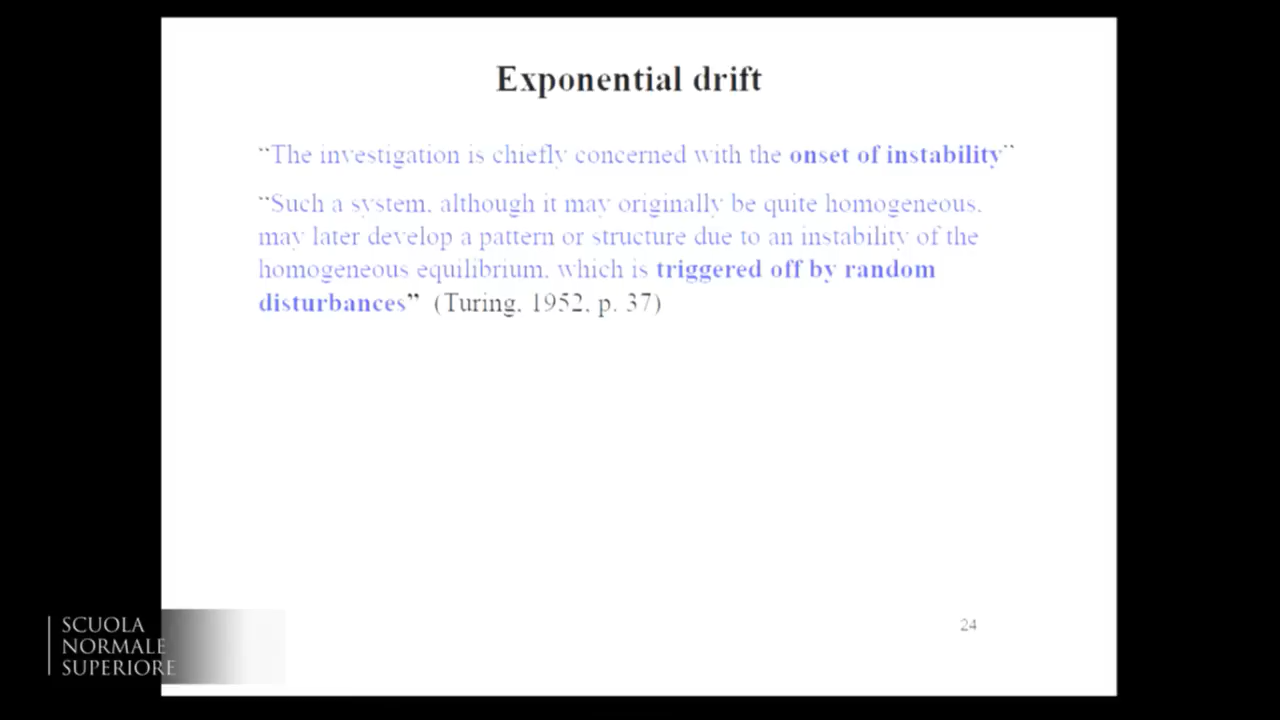 Exponential drift
``The investigation is chiefly concerned with the onset of instability``
``Such a system, although it may originally be quite homogeneous,
may later develop a pattern or structure due to an instability of the
homogeneous equilibrium, which is triggered off by random
disturbances” (Turing, 1952, p. 37)
24
SCUOLA
NORMALE
SUPERIORE